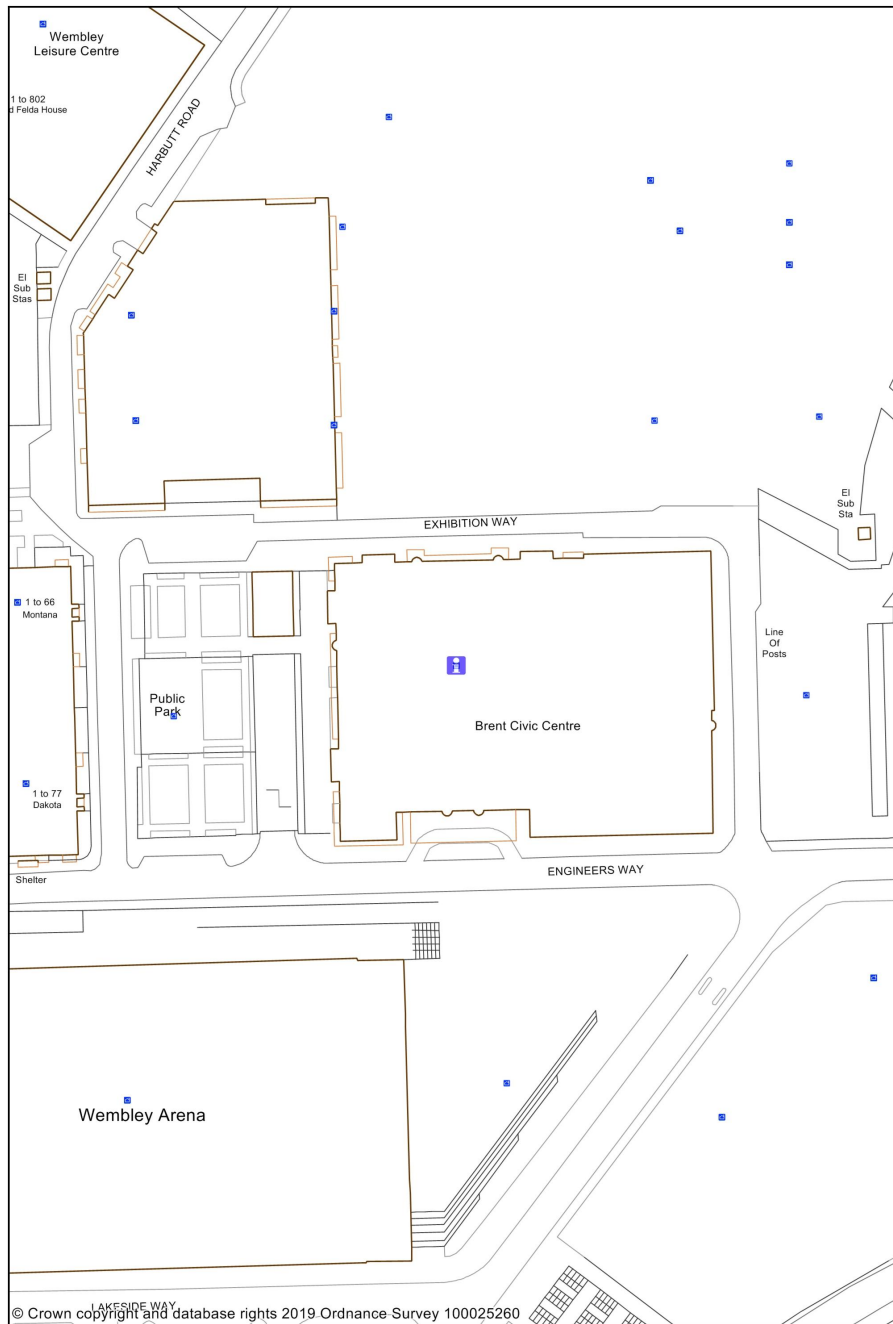 Wembley
Leisure Centre
1 to 802
d Felda House
HARBUTT ROAD
El
Sub
Stas
EXHIBITION WAY
El
Sub
Sta
1 to 66
Montana
Line
Of
Posts
Public
Park
Brent Civic Centre
1 to 77
Dakota
ENGINEERS WAY
Shelter
Wembley Arena
LAKESIDE WAY
© Crown copyright and database rights 2019 Ordnance Survey 100025260